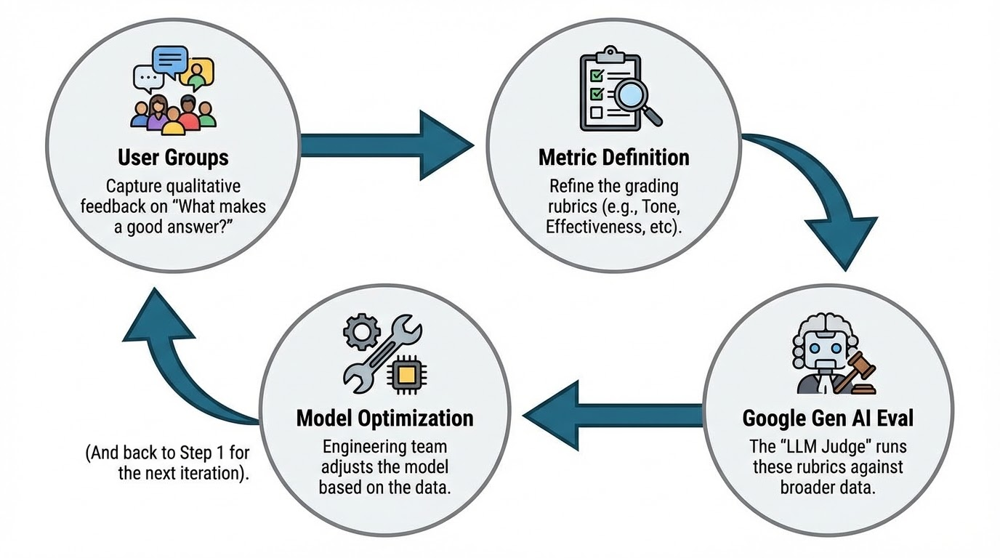 User Groups
Capture qualitative
feedback on “What makes
a good answer?”
Metric Definition
Refine the grading
rubrics (e.g., Tone,
Effectiveness, etc).
Google Gen AI Eval
The “LLM Judge" runs
these rubrics against
broader data.
Model Optimization
Engineering team
adjusts the model
based on the data.
(And back to Step 1 for
the next iteration).